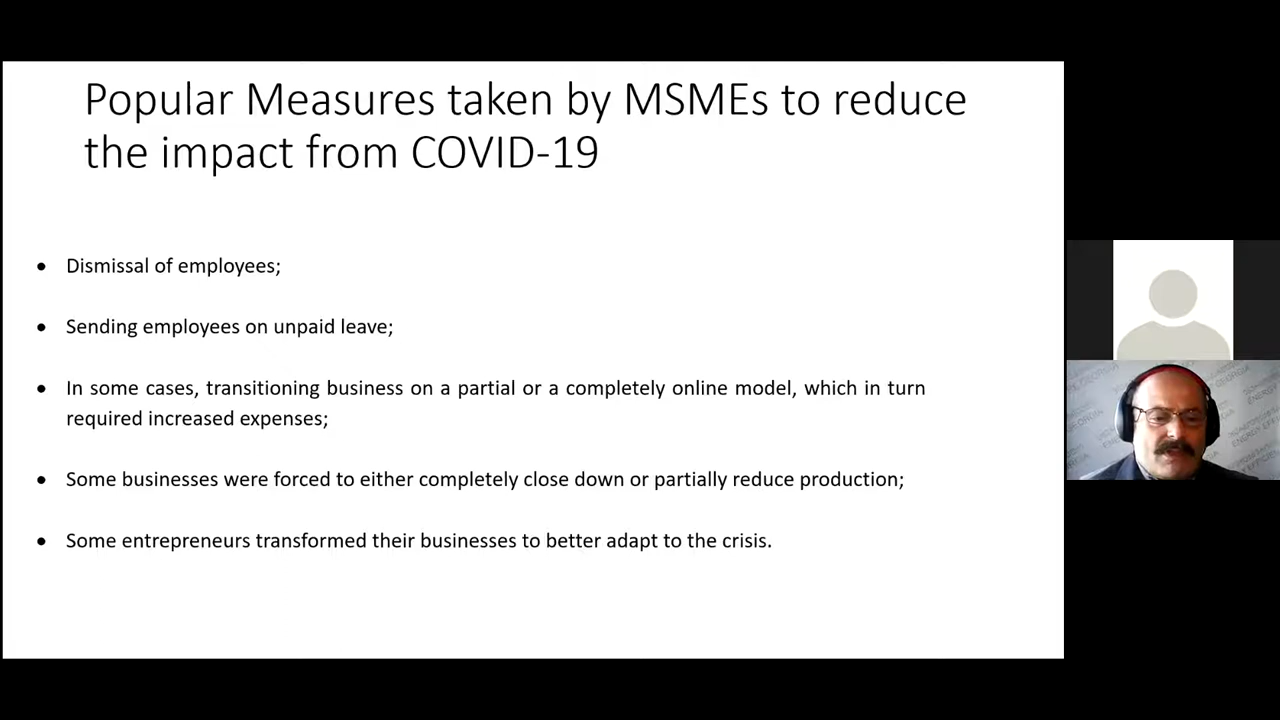 Popular Measures taken by MSMEs to reduce
the impact from COVID-19
• Dismissal of employees;
• Sending employees on unpaid leave;
• In some cases, transitioning business on a partial or a completely online model, which in turn
required increased expenses;
• Some businesses were forced to either completely close down or partially reduce production;
• Some entrepreneurs transformed their businesses to better adapt to the crisis.